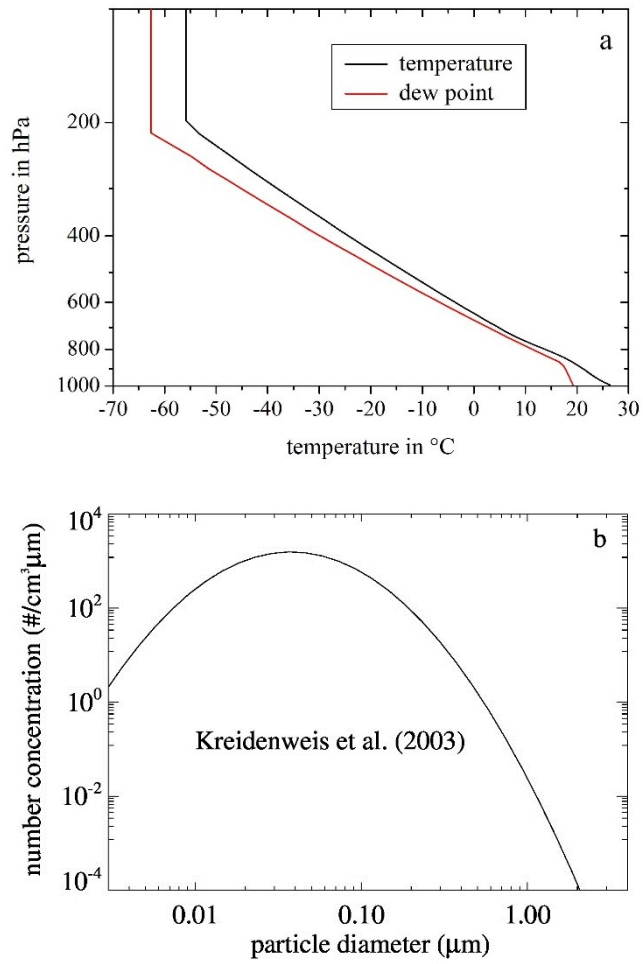 a
temperature
dew point
200
400
600
800
1000
pressure in hPa
-70 -60 -50 -40 -30 -20 -10 0 10 20 30
temperature in °C
b
10⁴
10²
10⁰
10⁻²
10⁻⁴
number concentration (#/cm³µm)
Kreidenweis et al. (2003)
0.01 0.10 1.00
particle diameter (µm)